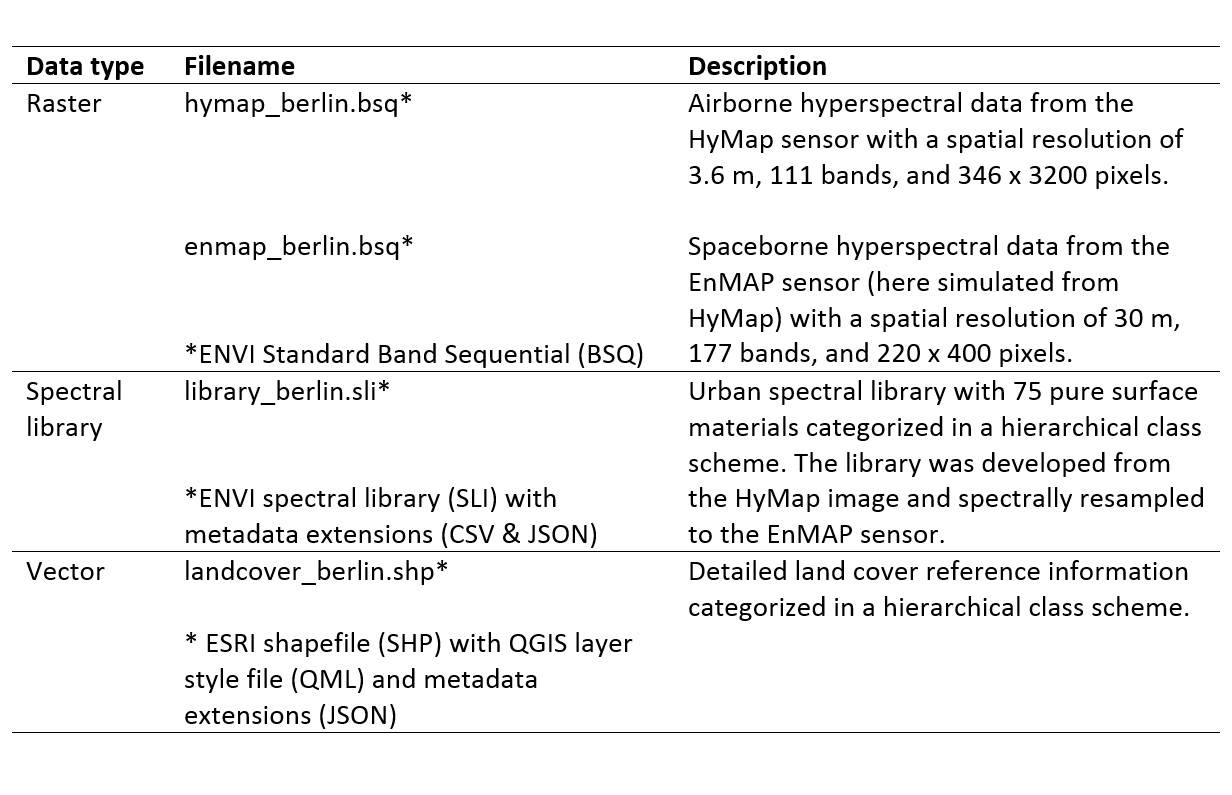 Data type Filename Description
Raster hymap_berlin.bsq* Airborne hyperspectral data from the
HyMap sensor with a spatial resolution of
3.6 m, 111 bands, and 346 x 3200 pixels.
enmap_berlin.bsq* Spaceborne hyperspectral data from the
EnMAP sensor (here simulated from
HyMap) with a spatial resolution of 30 m,
*ENVI Standard Band Sequential (BSQ) 177 bands, and 220 x 400 pixels.
Spectral library_berlin.sli* Urban spectral library with 75 pure surface
library materials categorized in a hierarchical class
scheme. The library was developed from
*ENVI spectral library (SLI) with the HyMap image and spectrally resampled
metadata extensions (CSV & JSON) to the EnMAP sensor.
Vector landcover_berlin.shp* Detailed land cover reference information
categorized in a hierarchical class scheme.
* ESRI shapefile (SHP) with QGIS layer
style file (QML) and metadata
extensions (JSON)